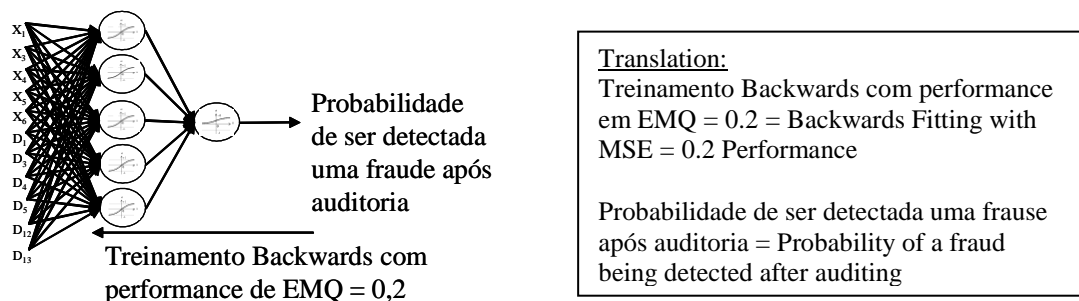 X1
X3
X4
X5
X6
D1
D3
D4
D5
D12
D13
Probabilidade
de ser detectada
uma fraude após
auditoria
Treinamento Backwards com
performance de EMQ = 0,2
Translation:
Treinamento Backwards com performance
em EMQ = 0.2 = Backwards Fitting with
MSE = 0.2 Performance
Probabilidade de ser detectada uma frause
após auditoria = Probability of a fraud
being detected after auditing